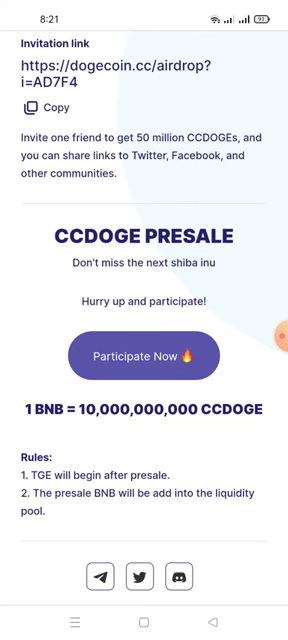 8:21
91
Invitation link
https://dogecoin.cc/airdrop?
i=AD7F4
Copy
Invite one friend to get 50 million CCDOGEs, and
you can share links to Twitter, Facebook, and
other communities.
CCDOGE PRESALE
Don't miss the next shiba inu
Hurry up and participate!
Participate Now 🔥
1 BNB = 10,000,000,000 CCDOGE
Rules:
1. TGE will begin after presale.
2. The presale BNB will be add into the liquidity
pool.